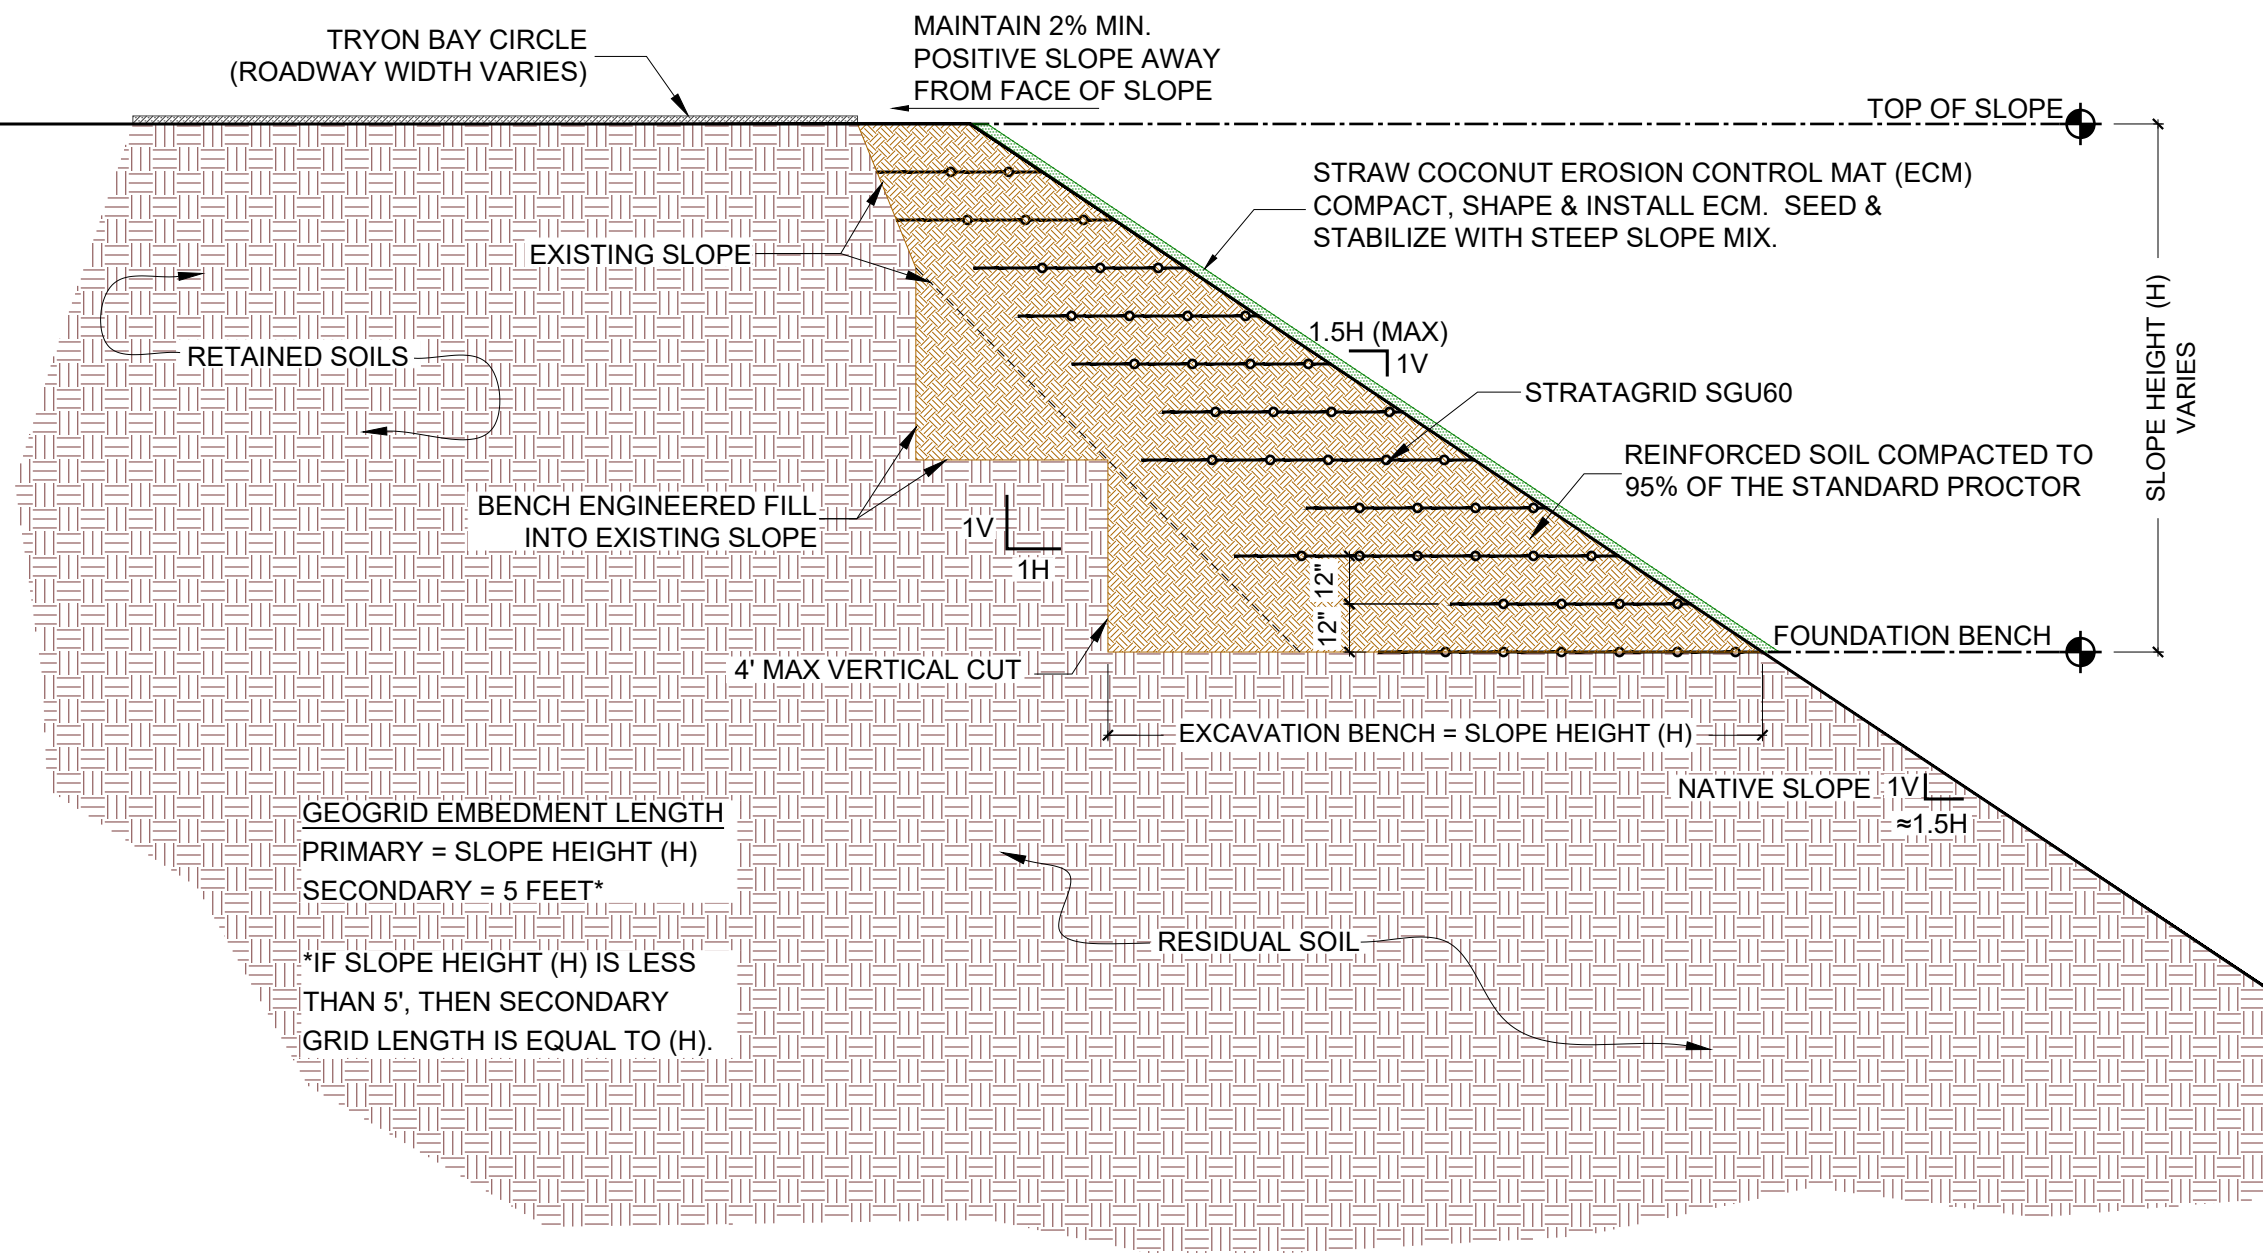 TRYON BAY CIRCLE
(ROADWAY WIDTH VARIES)
MAINTAIN 2% MIN.
POSITIVE SLOPE AWAY
FROM FACE OF SLOPE
TOP OF SLOPE
STRAW COCONUT EROSION CONTROL MAT (ECM)
COMPACT, SHAPE & INSTALL ECM.  SEED &
STABILIZE WITH STEEP SLOPE MIX.
EXISTING SLOPE
RETAINED SOILS
1.5H (MAX)
1V
SLOPE HEIGHT (H)
VARIES
STRATAGRID SGU60
REINFORCED SOIL COMPACTED TO
95% OF THE STANDARD PROCTOR
BENCH ENGINEERED FILL
INTO EXISTING SLOPE
1V
1H
12"
12"
FOUNDATION BENCH
4' MAX VERTICAL CUT
EXCAVATION BENCH = SLOPE HEIGHT (H)
NATIVE SLOPE
1V
≈1.5H
GEOGRID EMBEDMENT LENGTH
PRIMARY = SLOPE HEIGHT (H)
SECONDARY = 5 FEET*
*IF SLOPE HEIGHT (H) IS LESS
THAN 5', THEN SECONDARY
GRID LENGTH IS EQUAL TO (H).
RESIDUAL SOIL